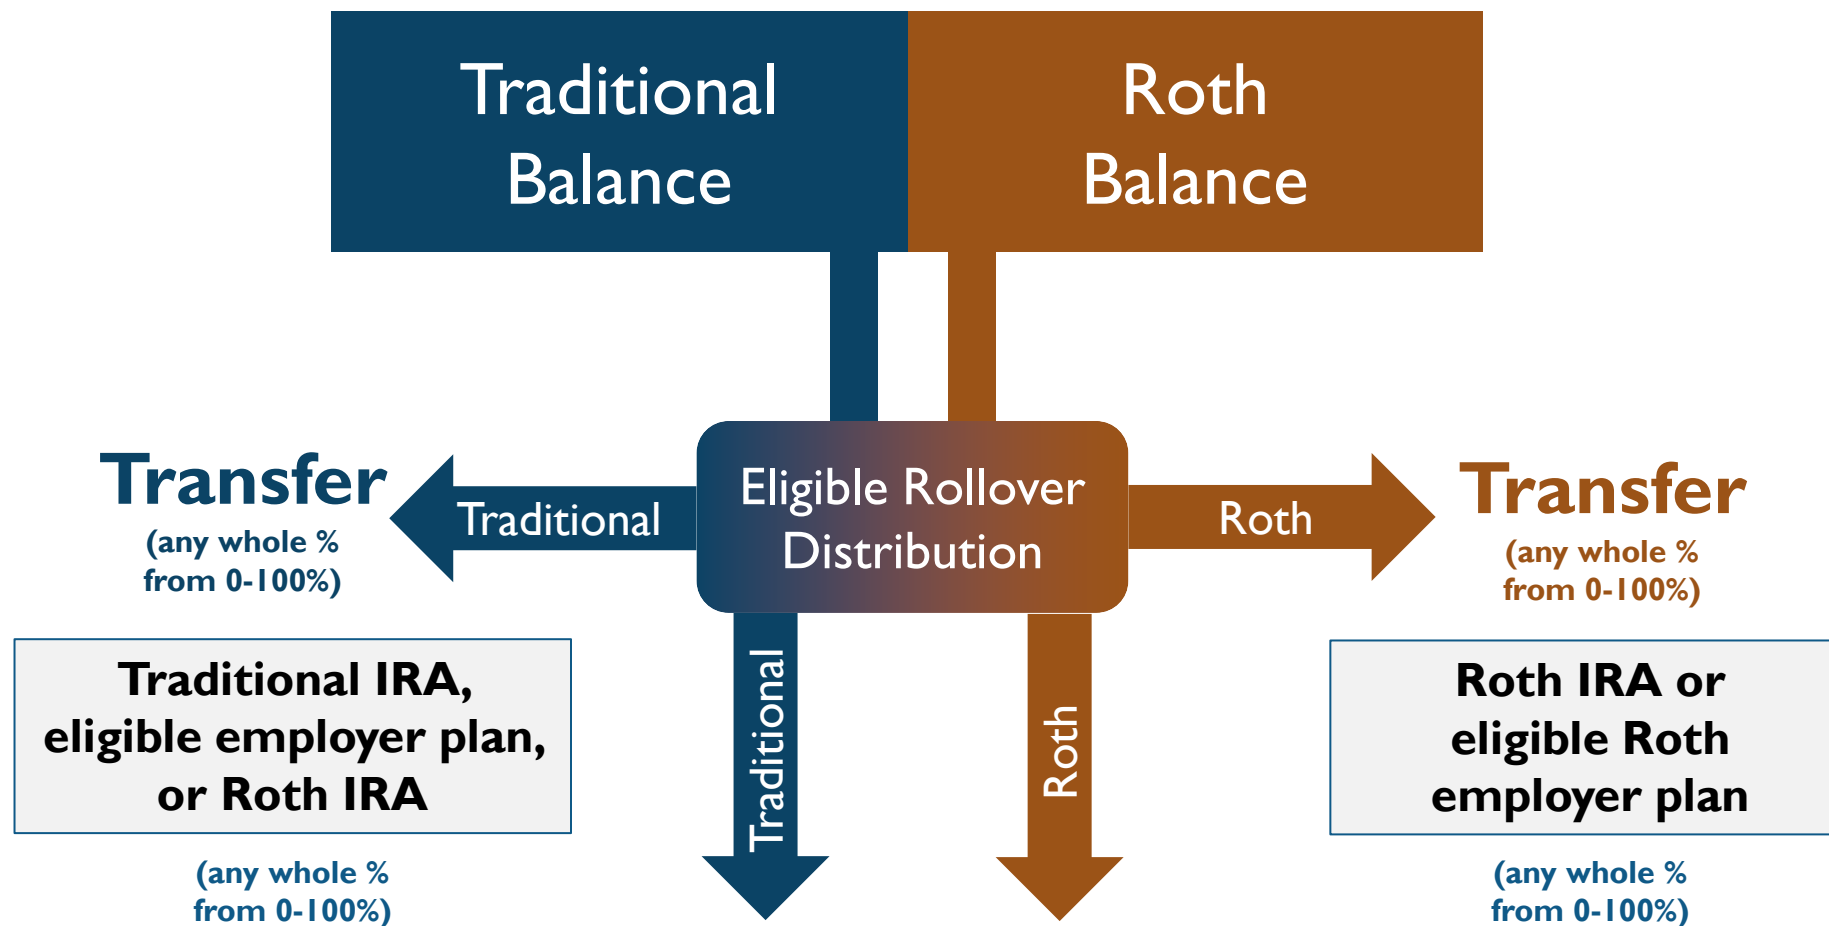 Traditional
Balance
Roth
Balance
Transfer
(any whole %
from 0-100%)
Traditional
Eligible Rollover
Distribution
Roth
Transfer
(any whole %
from 0-100%)
Traditional IRA,
eligible employer plan,
or Roth IRA
(any whole %
from 0-100%)
Traditional
Roth
Roth IRA or
eligible Roth
employer plan
(any whole %
from 0-100%)